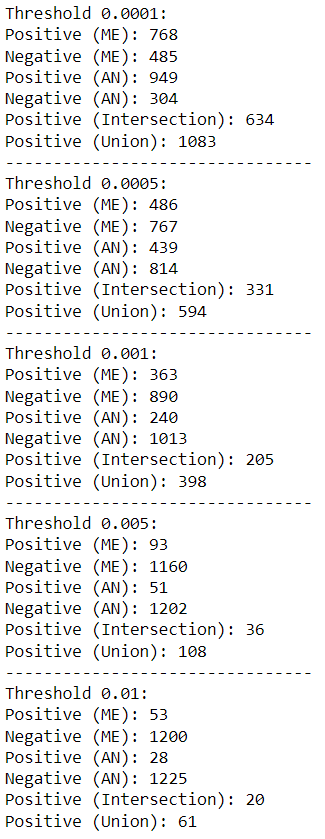 Threshold 0.0001:
Positive (ME): 768
Negative (ME): 485
Positive (AN): 949
Negative (AN): 304
Positive (Intersection): 634
Positive (Union): 1083
--------------------------------
Threshold 0.0005:
Positive (ME): 486
Negative (ME): 767
Positive (AN): 439
Negative (AN): 814
Positive (Intersection): 331
Positive (Union): 594
--------------------------------
Threshold 0.001:
Positive (ME): 363
Negative (ME): 890
Positive (AN): 240
Negative (AN): 1013
Positive (Intersection): 205
Positive (Union): 398
--------------------------------
Threshold 0.005:
Positive (ME): 93
Negative (ME): 1160
Positive (AN): 51
Negative (AN): 1202
Positive (Intersection): 36
Positive (Union): 108
--------------------------------
Threshold 0.01:
Positive (ME): 53
Negative (ME): 1200
Positive (AN): 28
Negative (AN): 1225
Positive (Intersection): 20
Positive (Union): 61